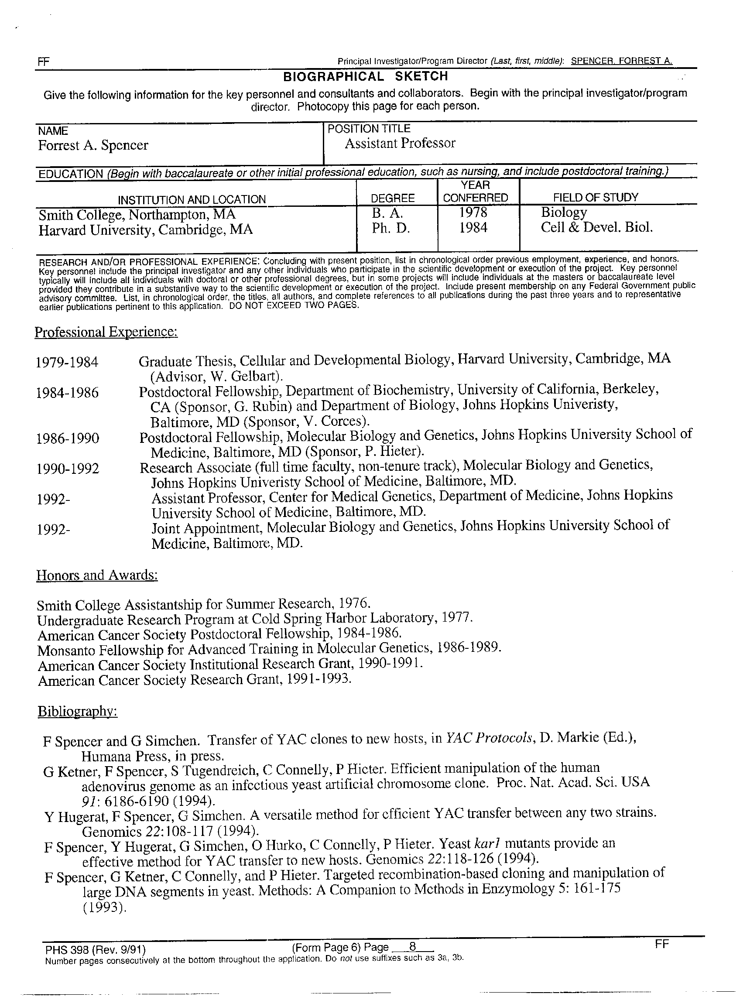 FF
Principal Investigator/Program Director (Last, first, middle): SPENCER, FORREST A.
BIOGRAPHICAL SKETCH
Give the following information for the key personnel and consultants and collaborators. Begin with the principal investigator/program
director. Photocopy this page for each person.
NAME
Forrest A. Spencer
POSITION TITLE
Assistant Professor
EDUCATION (Begin with baccalaureate or other initial professional education, such as nursing, and include postdoctoral training.)
INSTITUTION AND LOCATION DEGREE YEAR CONFERRED FIELD OF STUDY
Smith College, Northampton, MA B. A. 1978 Biology
Harvard University, Cambridge, MA Ph. D. 1984 Cell & Devel. Biol.
RESEARCH AND/OR PROFESSIONAL EXPERIENCE: Concluding with present position, list in chronological order previous employment, experience, and honors.
Key personnel include the principal investigator and any other individuals who participate in the scientific development or execution of the project. Key personnel
typically will include all individuals with doctoral or other professional degrees, but in some projects will include individuals at the masters or baccalaureate level
provided they contribute in a substantive way to the scientific development or execution of the project. Include present membership on any Federal Government public
advisory committee. List, in chronological order, the titles, all authors, and complete references to all publications during the past three years and to representative
earlier publications pertinent to this application. DO NOT EXCEED TWO PAGES.
Professional Experience:
1979-1984 Graduate Thesis, Cellular and Developmental Biology, Harvard University, Cambridge, MA
(Advisor, W. Gelbart).
1984-1986 Postdoctoral Fellowship, Department of Biochemistry, University of California, Berkeley,
CA (Sponsor, G. Rubin) and Department of Biology, Johns Hopkins Univeristy,
Baltimore, MD (Sponsor, V. Corces).
1986-1990 Postdoctoral Fellowship, Molecular Biology and Genetics, Johns Hopkins University School of
Medicine, Baltimore, MD (Sponsor, P. Hieter).
1990-1992 Research Associate (full time faculty, non-tenure track), Molecular Biology and Genetics,
Johns Hopkins Univeristy School of Medicine, Baltimore, MD.
1992- Assistant Professor, Center for Medical Genetics, Department of Medicine, Johns Hopkins
University School of Medicine, Baltimore, MD.
1992- Joint Appointment, Molecular Biology and Genetics, Johns Hopkins University School of
Medicine, Baltimore, MD.
Honors and Awards:
Smith College Assistantship for Summer Research, 1976.
Undergraduate Research Program at Cold Spring Harbor Laboratory, 1977.
American Cancer Society Postdoctoral Fellowship, 1984-1986.
Monsanto Fellowship for Advanced Training in Molecular Genetics, 1986-1989.
American Cancer Society Institutional Research Grant, 1990-1991.
American Cancer Society Research Grant, 1991-1993.
Bibliography:
F Spencer and G Simchen. Transfer of YAC clones to new hosts, in YAC Protocols, D. Markie (Ed.),
Humana Press, in press.
G Ketner, F Spencer, S Tugendreich, C Connelly, P Hieter. Efficient manipulation of the human
adenovirus genome as an infectious yeast artificial chromosome clone. Proc. Nat. Acad. Sci. USA
91: 6186-6190 (1994).
Y Hugerat, F Spencer, G Simchen. A versatile method for efficient YAC transfer between any two strains.
Genomics 22:108-117 (1994).
F Spencer, Y Hugerat, G Simchen, O Hurko, C Connelly, P Hieter. Yeast kar1 mutants provide an
effective method for YAC transfer to new hosts. Genomics 22:118-126 (1994).
F Spencer, G Ketner, C Connelly, and P Hieter. Targeted recombination-based cloning and manipulation of
large DNA segments in yeast. Methods: A Companion to Methods in Enzymology 5: 161-175
(1993).
PHS 398 (Rev. 9/91) (Form Page 6) Page 8 FF
Number pages consecutively at the bottom throughout the application. Do not use suffixes such as 3a, 3b.